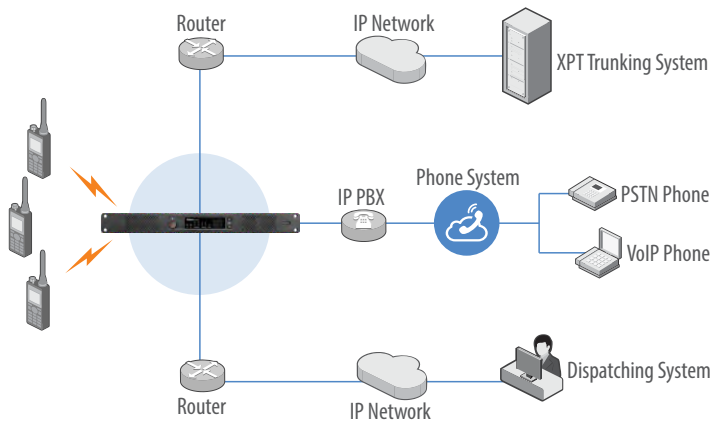 Router
IP Network
XPT Trunking System
IP PBX
Phone System
PSTN Phone
VoIP Phone
Router
IP Network
Dispatching System